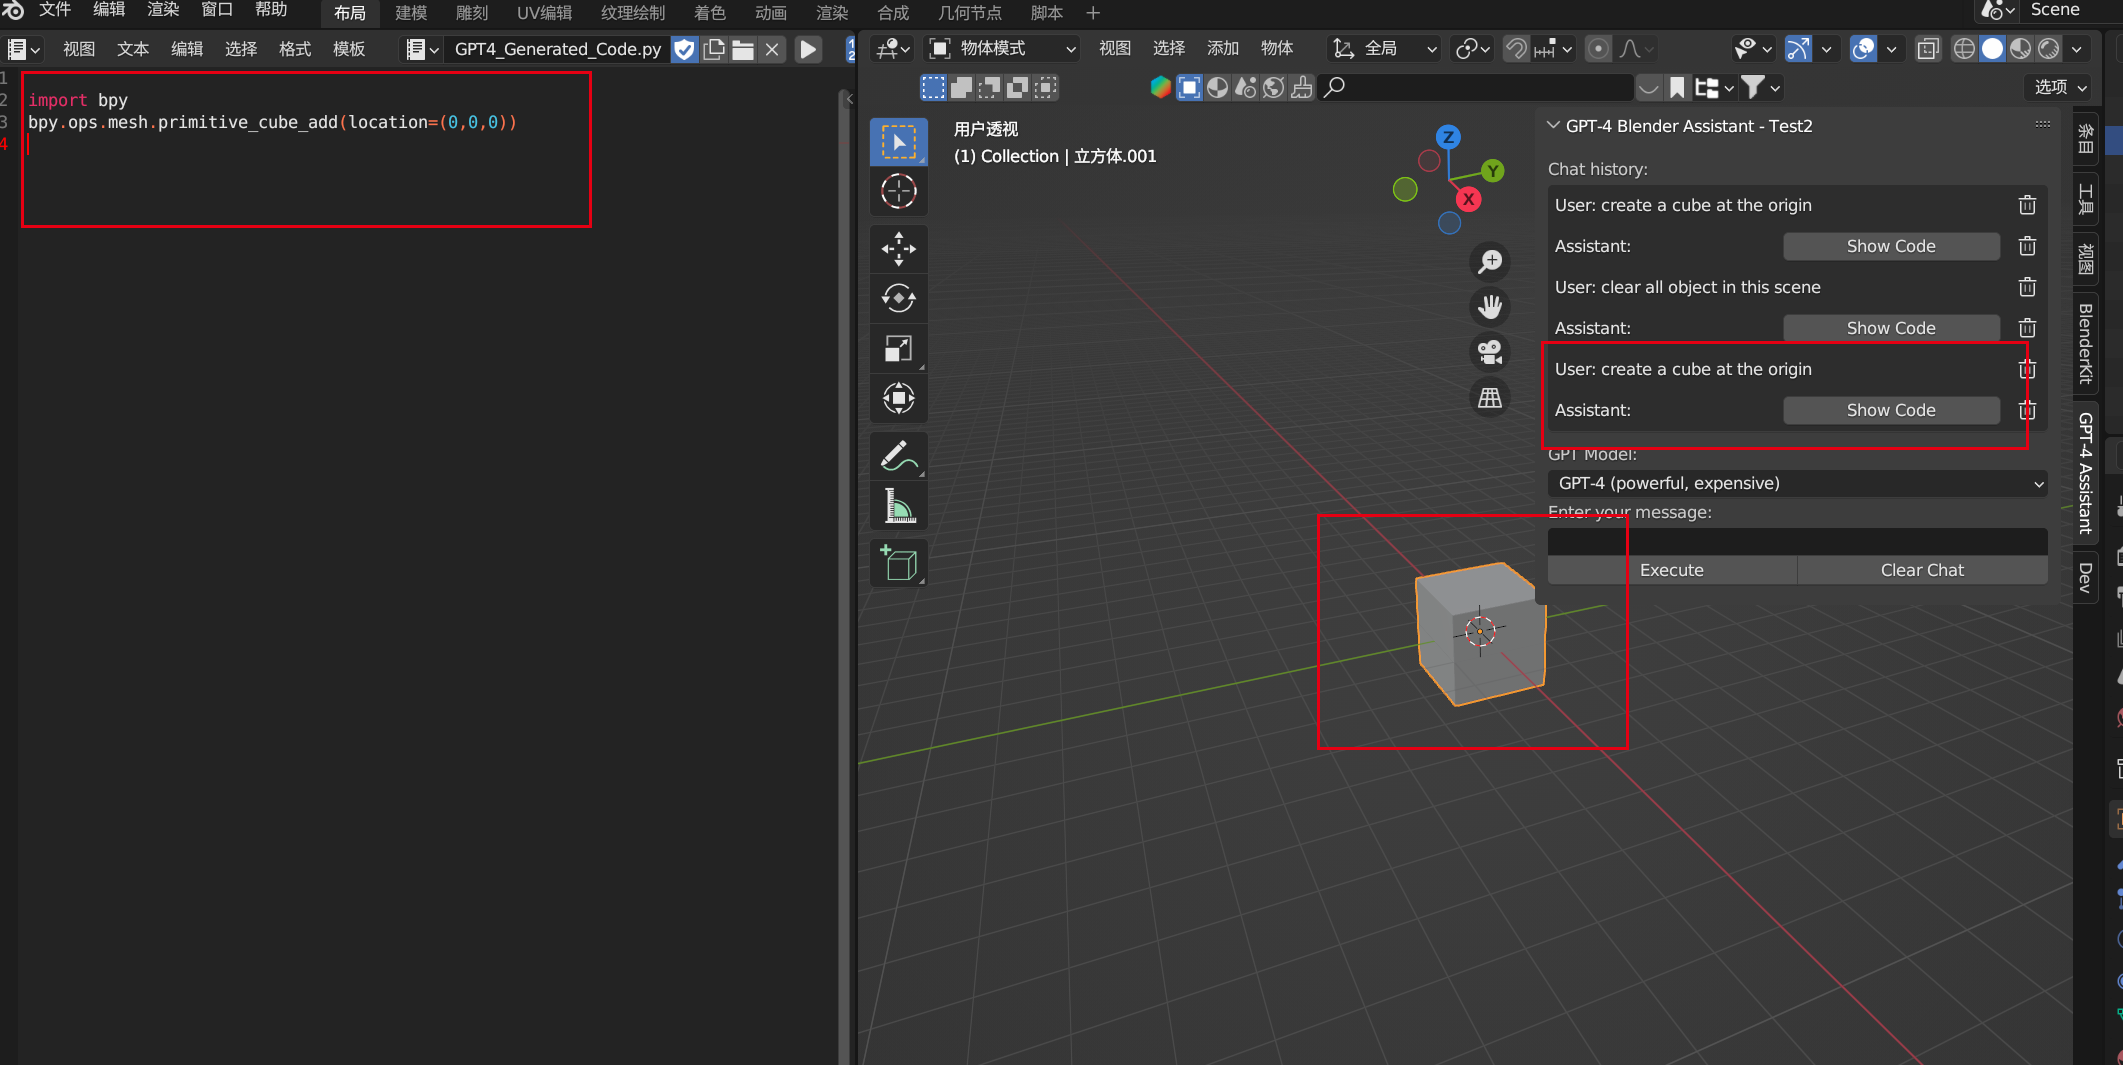 文件 编辑 渲染 窗口 帮助 布局 建模 雕刻 UV编辑 纹理绘制 着色 动画 渲染 合成 几何节点 脚本 + Scene
视图 文本 编辑 选择 格式 模板 GPT4_Generated_Code.py
物体模式 视图 选择 添加 物体 全局
选项
1
2 import bpy
3 bpy.ops.mesh.primitive_cube_add(location=(0,0,0))
4
用户透视
(1) Collection | 立方体.001
Z
Y
X
GPT-4 Blender Assistant - Test2
Chat history:
User: create a cube at the origin
Assistant: Show Code
User: clear all object in this scene
Assistant: Show Code
User: create a cube at the origin
Assistant: Show Code
GPT Model:
GPT-4 (powerful, expensive)
Enter your message:
Execute Clear Chat
条目
工具
视图
BlenderKit
GPT-4 Assistant
Dev